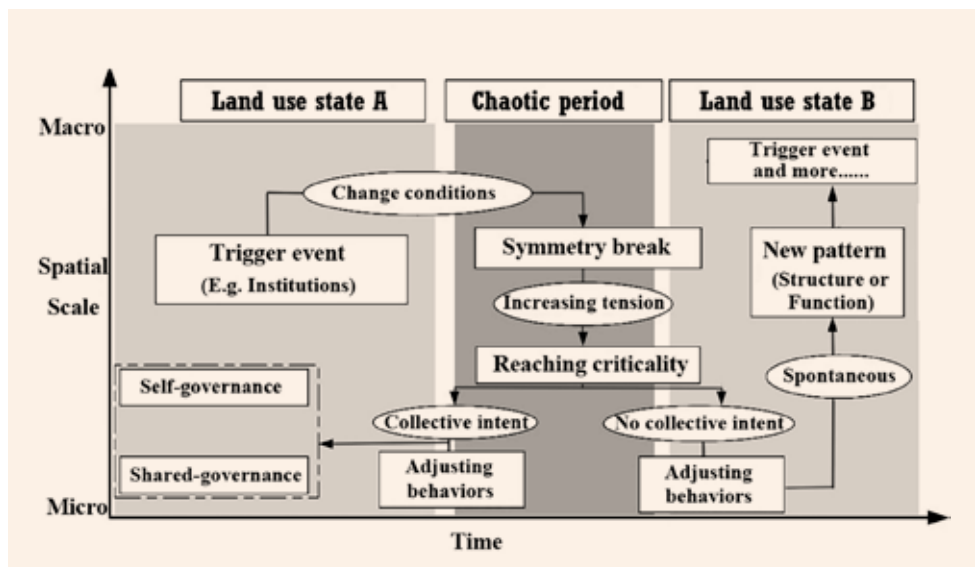 Land use state A
Chaotic period
Land use state B
Macro
Trigger event
and more......
Change conditions
Trigger event
(E.g. Institutions)
Symmetry break
New pattern
(Structure or
Function)
Spatial
Scale
Increasing tension
Reaching criticality
Self-governance
Spontaneous
Collective intent
No collective intent
Shared-governance
Adjusting
behaviors
Adjusting
behaviors
Micro
Time